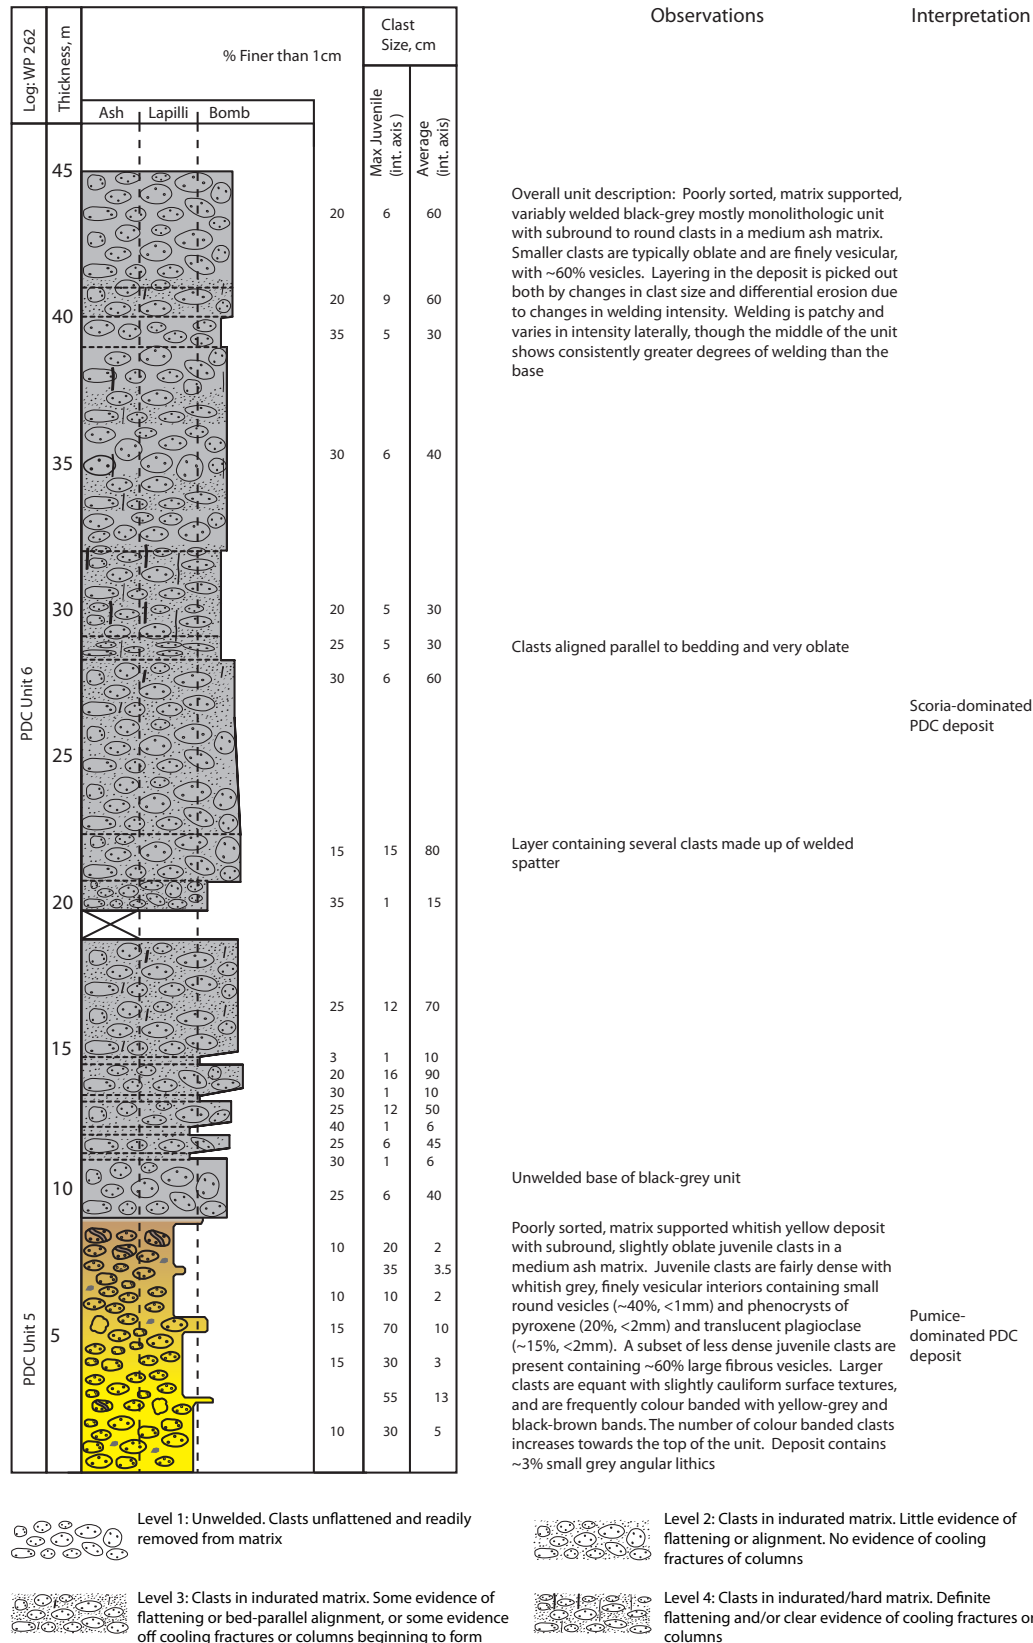 Log: WP 262
Thickness, m
% Finer than 1cm
Clast
Size, cm
Observations
Interpretation
Ash
Lapilli
Bomb
Max Juvenile
(int. axis )
Average
(int. axis)
45
20 6 60
Overall unit description: Poorly sorted, matrix supported,
variably welded black-grey mostly monolithologic unit
with subround to round clasts in a medium ash matrix.
Smaller clasts are typically oblate and are finely vesicular,
with ~60% vesicles. Layering in the deposit is picked out
both by changes in clast size and differential erosion due
to changes in welding intensity. Welding is patchy and
varies in intensity laterally, though the middle of the unit
shows consistently greater degrees of welding than the
base
20 9 60
40
35 5 30
35
30 6 40
30
20 5 30
25 5 30
Clasts aligned parallel to bedding and very oblate
30 6 60
PDC Unit 6
Scoria-dominated
PDC deposit
25
15 15 80
Layer containing several clasts made up of welded
spatter
20
35 1 15
25 12 70
15
3 1 10
20 16 90
30 1 10
25 12 50
40 1 6
25 6 45
30 1 6
10
25 6 40
Unwelded base of black-grey unit
Poorly sorted, matrix supported whitish yellow deposit
with subround, slightly oblate juvenile clasts in a
medium ash matrix. Juvenile clasts are fairly dense with
whitish grey, finely vesicular interiors containing small
round vesicles (~40%, <1mm) and phenocrysts of
pyroxene (20%, <2mm) and translucent plagioclase
(~15%, <2mm). A subset of less dense juvenile clasts are
present containing ~60% large fibrous vesicles. Larger
clasts are equant with slightly cauliform surface textures,
and are frequently colour banded with yellow-grey and
black-brown bands. The number of colour banded clasts
increases towards the top of the unit. Deposit contains
~3% small grey angular lithics
10 20 2
35 3.5
10 10 2
15 70 10
5
PDC Unit 5
Pumice-
dominated PDC
deposit
15 30 3
55 13
10 30 5
Level 1: Unwelded. Clasts unflattened and readily
removed from matrix
Level 2: Clasts in indurated matrix. Little evidence of
flattening or alignment. No evidence of cooling
fractures of columns
Level 3: Clasts in indurated matrix. Some evidence of
flattening or bed-parallel alignment, or some evidence
off cooling fractures or columns beginning to form
Level 4: Clasts in indurated/hard matrix. Definite
flattening and/or clear evidence of cooling fractures or
columns